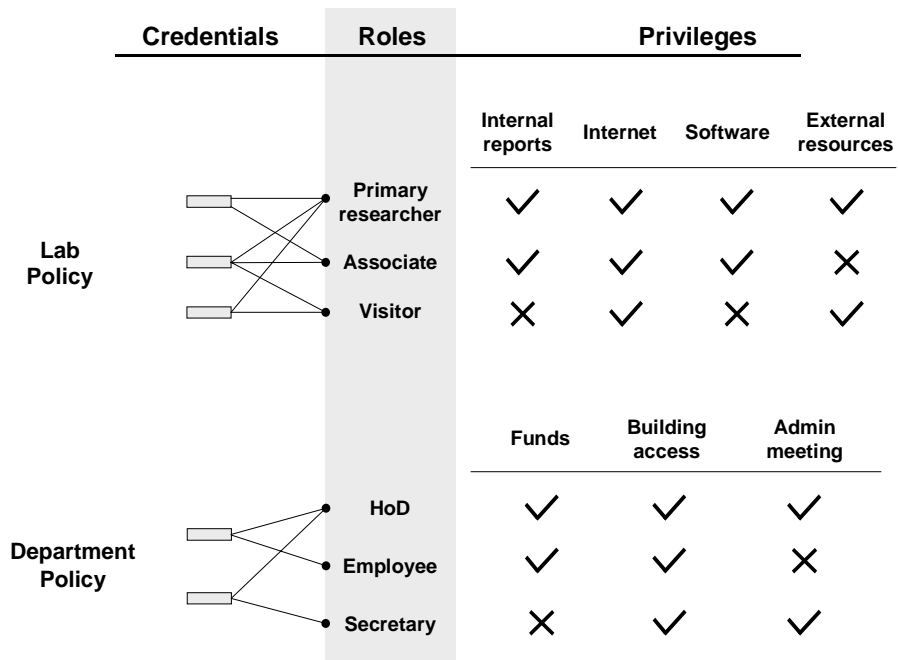 Credentials
Roles
Privileges
Internal
reports
Internet
Software
External
resources
Lab
Policy
Primary
researcher
Associate
Visitor
Funds
Building
access
Admin
meeting
Department
Policy
HoD
Employee
Secretary